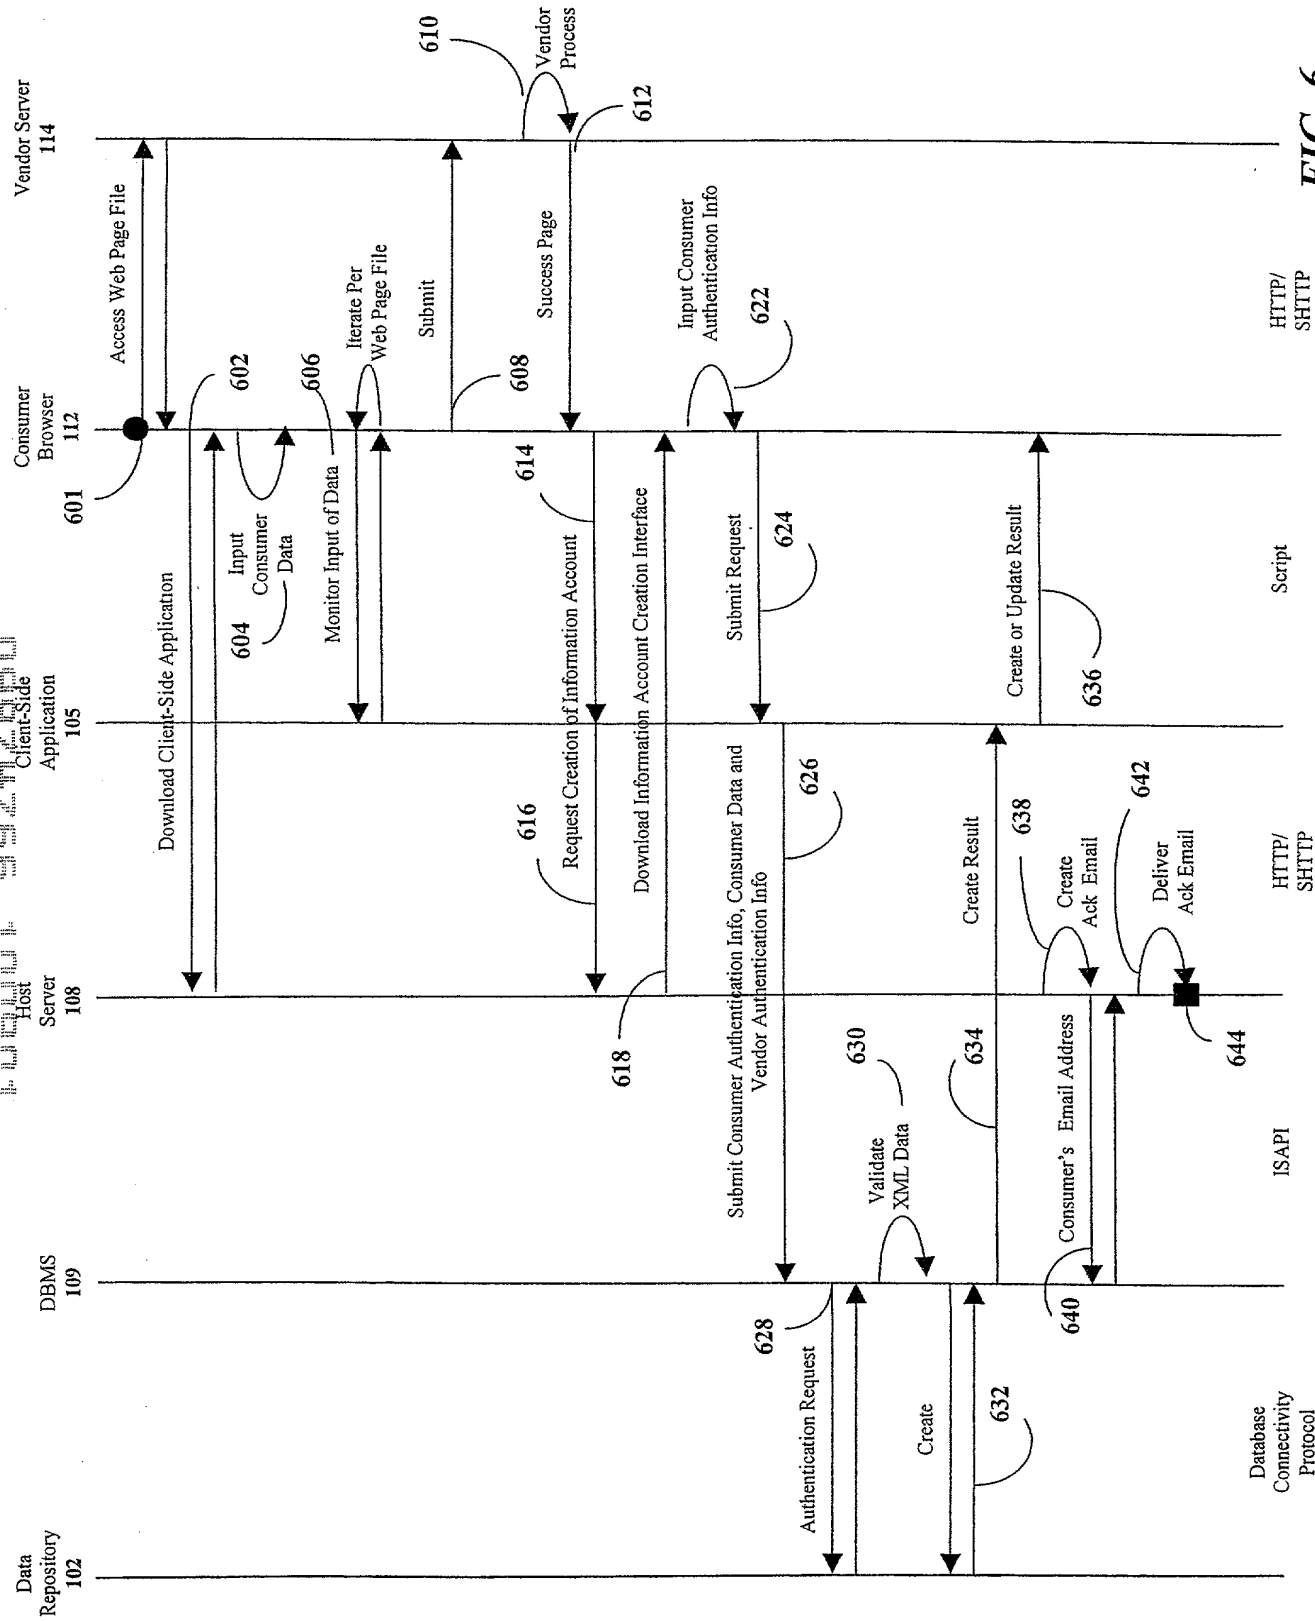 Data
Repository
102
DBMS
109
Host
Server
108
Client-Side
Application
105
Consumer
Browser
112
Vendor Server
114
601
Access Web Page File
Download Client-Side Application
602
Input
Consumer
Data
604
Monitor Input of Data
606
Iterate Per
Web Page File
Submit
608
610
Vendor
Process
Success Page
612
614
Request Creation of Information Account
616
Download Information Account Creation Interface
618
Input Consumer
Authentication Info
622
Submit Request
624
Submit Consumer Authentication Info, Consumer Data and
Vendor Authentication Info
626
Authentication Request
628
Validate
XML Data
630
Create
632
Create Result
634
Create or Update Result
636
638
Create
Ack Email
Consumer's Email Address
640
642
Deliver
Ack Email
644
Database
Connectivity
Protocol
ISAPI
HTTP/
SHTTP
Script
HTTP/
SHTTP
FIG. 6